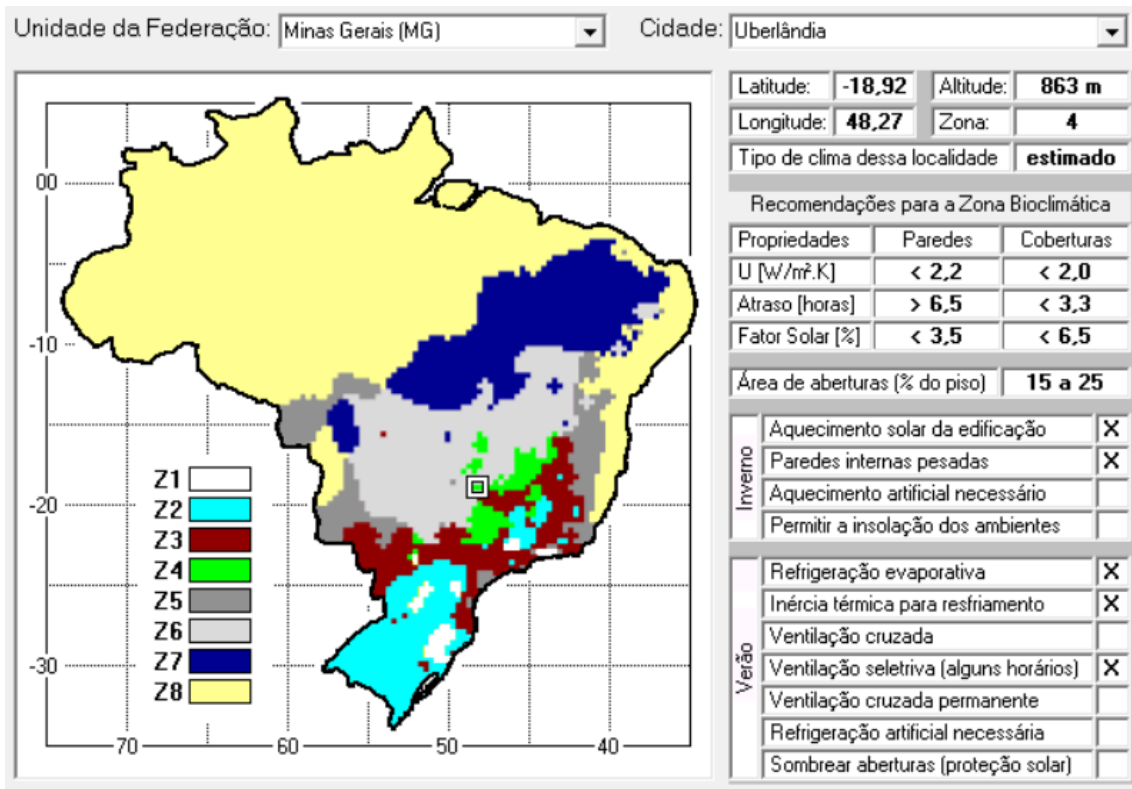 Unidade da Federação: Minas Gerais (MG) Cidade: Uberlândia
Latitude: -18,92 Altitude: 863 m
Longitude: 48,27 Zona: 4
Tipo de clima dessa localidade estimado
Recomendações para a Zona Bioclimática
Propriedades Paredes Coberturas
U [W/m².K] < 2,2 < 2,0
Atraso [horas] > 6,5 < 3,3
Fator Solar [%] < 3,5 < 6,5
Área de aberturas (% do piso) 15 a 25
Inverno
Aquecimento solar da edificação X
Paredes internas pesadas X
Aquecimento artificial necessário
Permitir a insolação dos ambientes
Verão
Refrigeração evaporativa X
Inércia térmica para resfriamento X
Ventilação cruzada
Ventilação seletriva (alguns horários) X
Ventilação cruzada permanente
Refrigeração artificial necessária
Sombrear aberturas (proteção solar)
00
-10
-20
-30
70 60 50 40
Z1
Z2
Z3
Z4
Z5
Z6
Z7
Z8